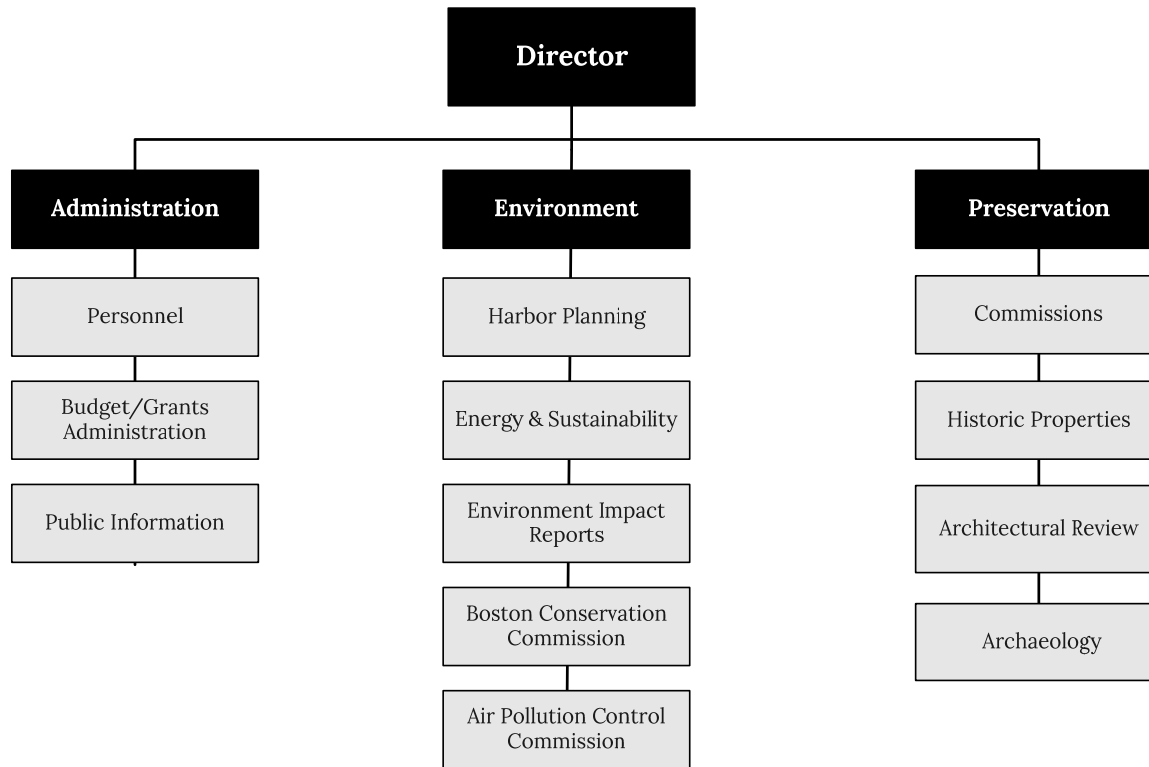 Director
Administration
Environment
Preservation
Personnel
Budget/Grants
Administration
Public Information
Harbor Planning
Energy & Sustainability
Environment Impact
Reports
Boston Conservation
Commission
Air Pollution Control
Commission
Commissions
Historic Properties
Architectural Review
Archaeology